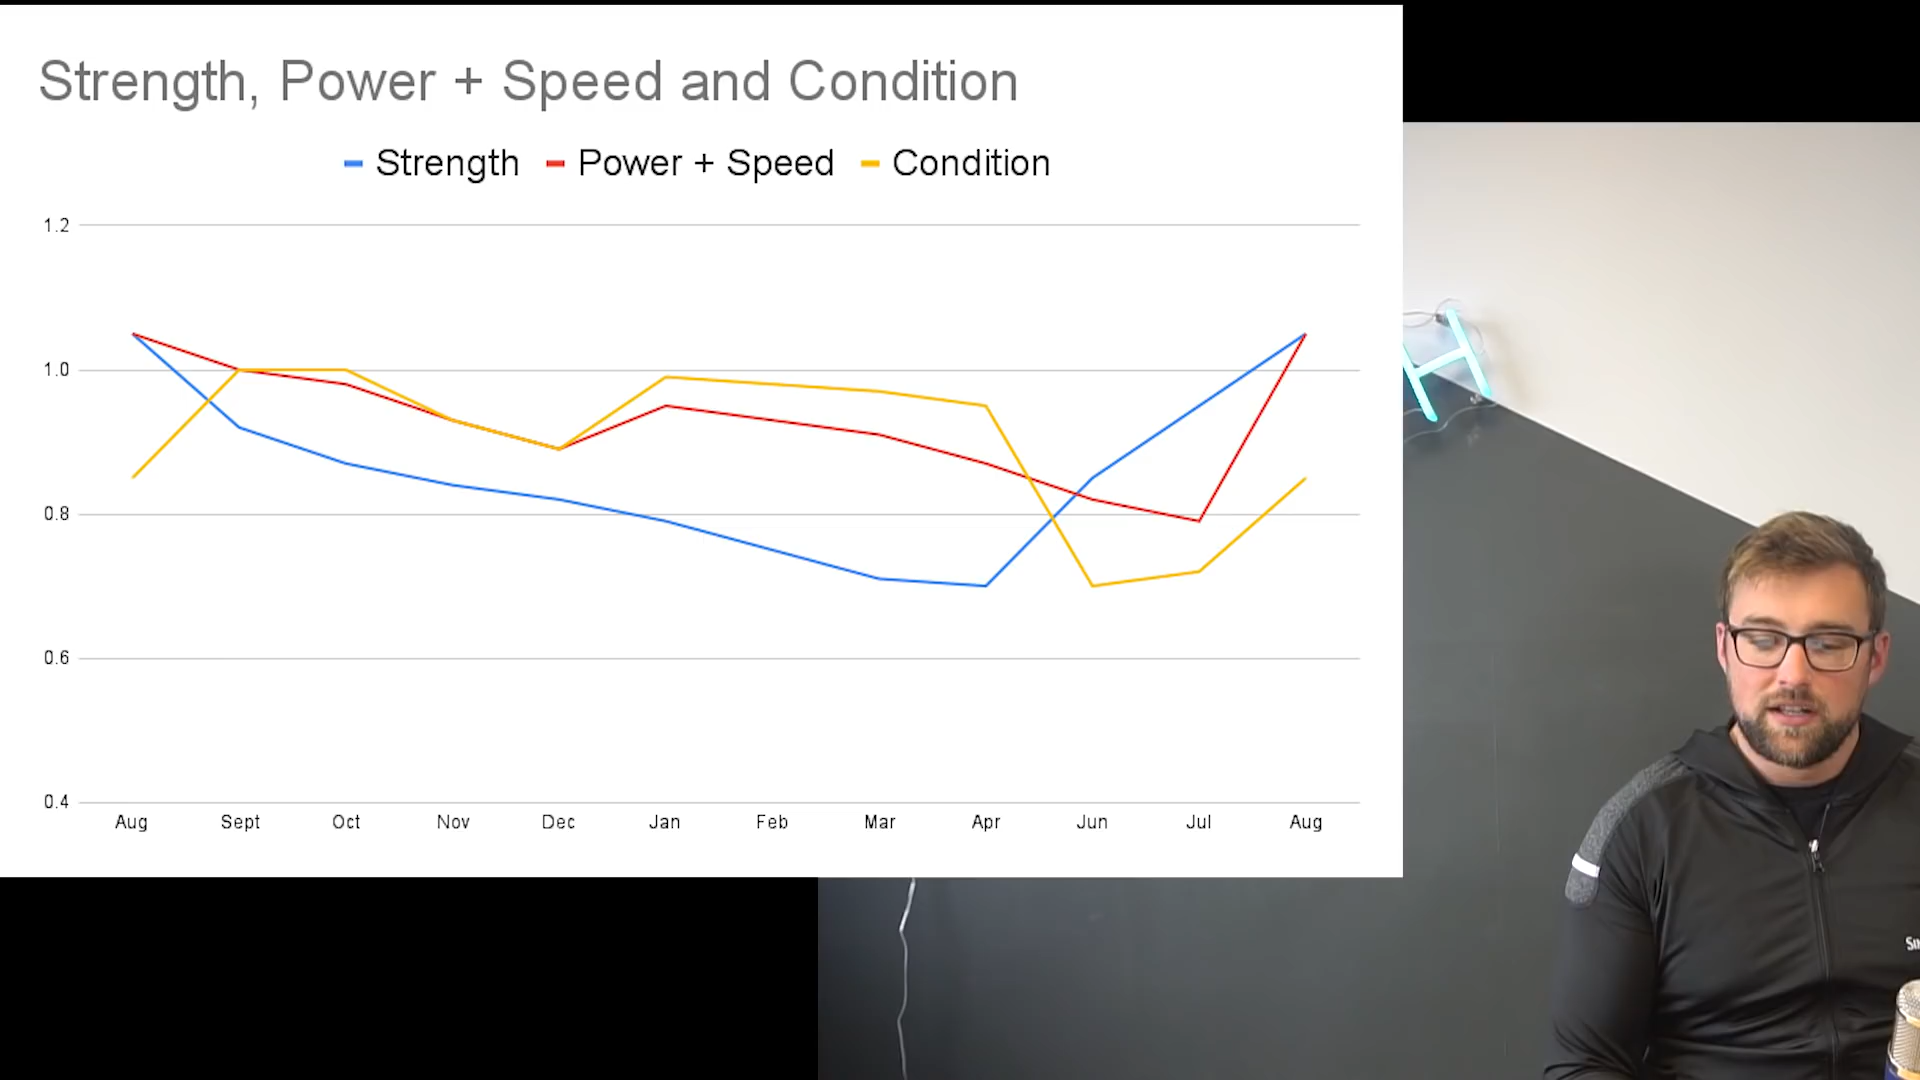 Strength, Power + Speed and Condition
Strength Power + Speed Condition
1.2
1.0
0.8
0.6
0.4
Aug Sept Oct Nov Dec Jan Feb Mar Apr Jun Jul Aug
H